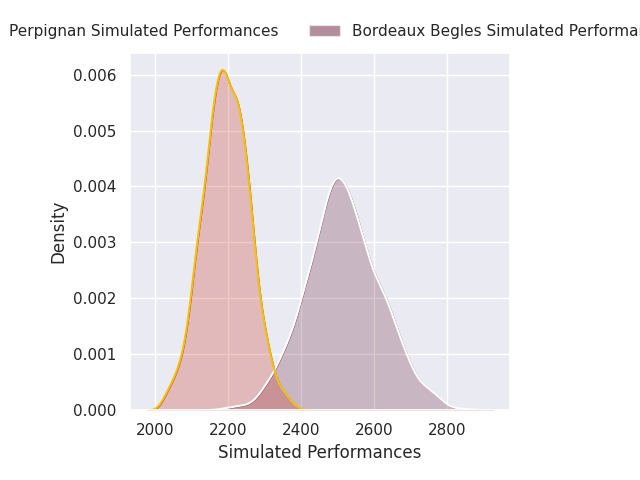 Perpignan Simulated Performances Bordeaux Begles Simulated
0.006
0.005
0.004
0.003
0.002
0.001
0.000
Density
2000 2200 2400 2600 2800
Simulated Performances